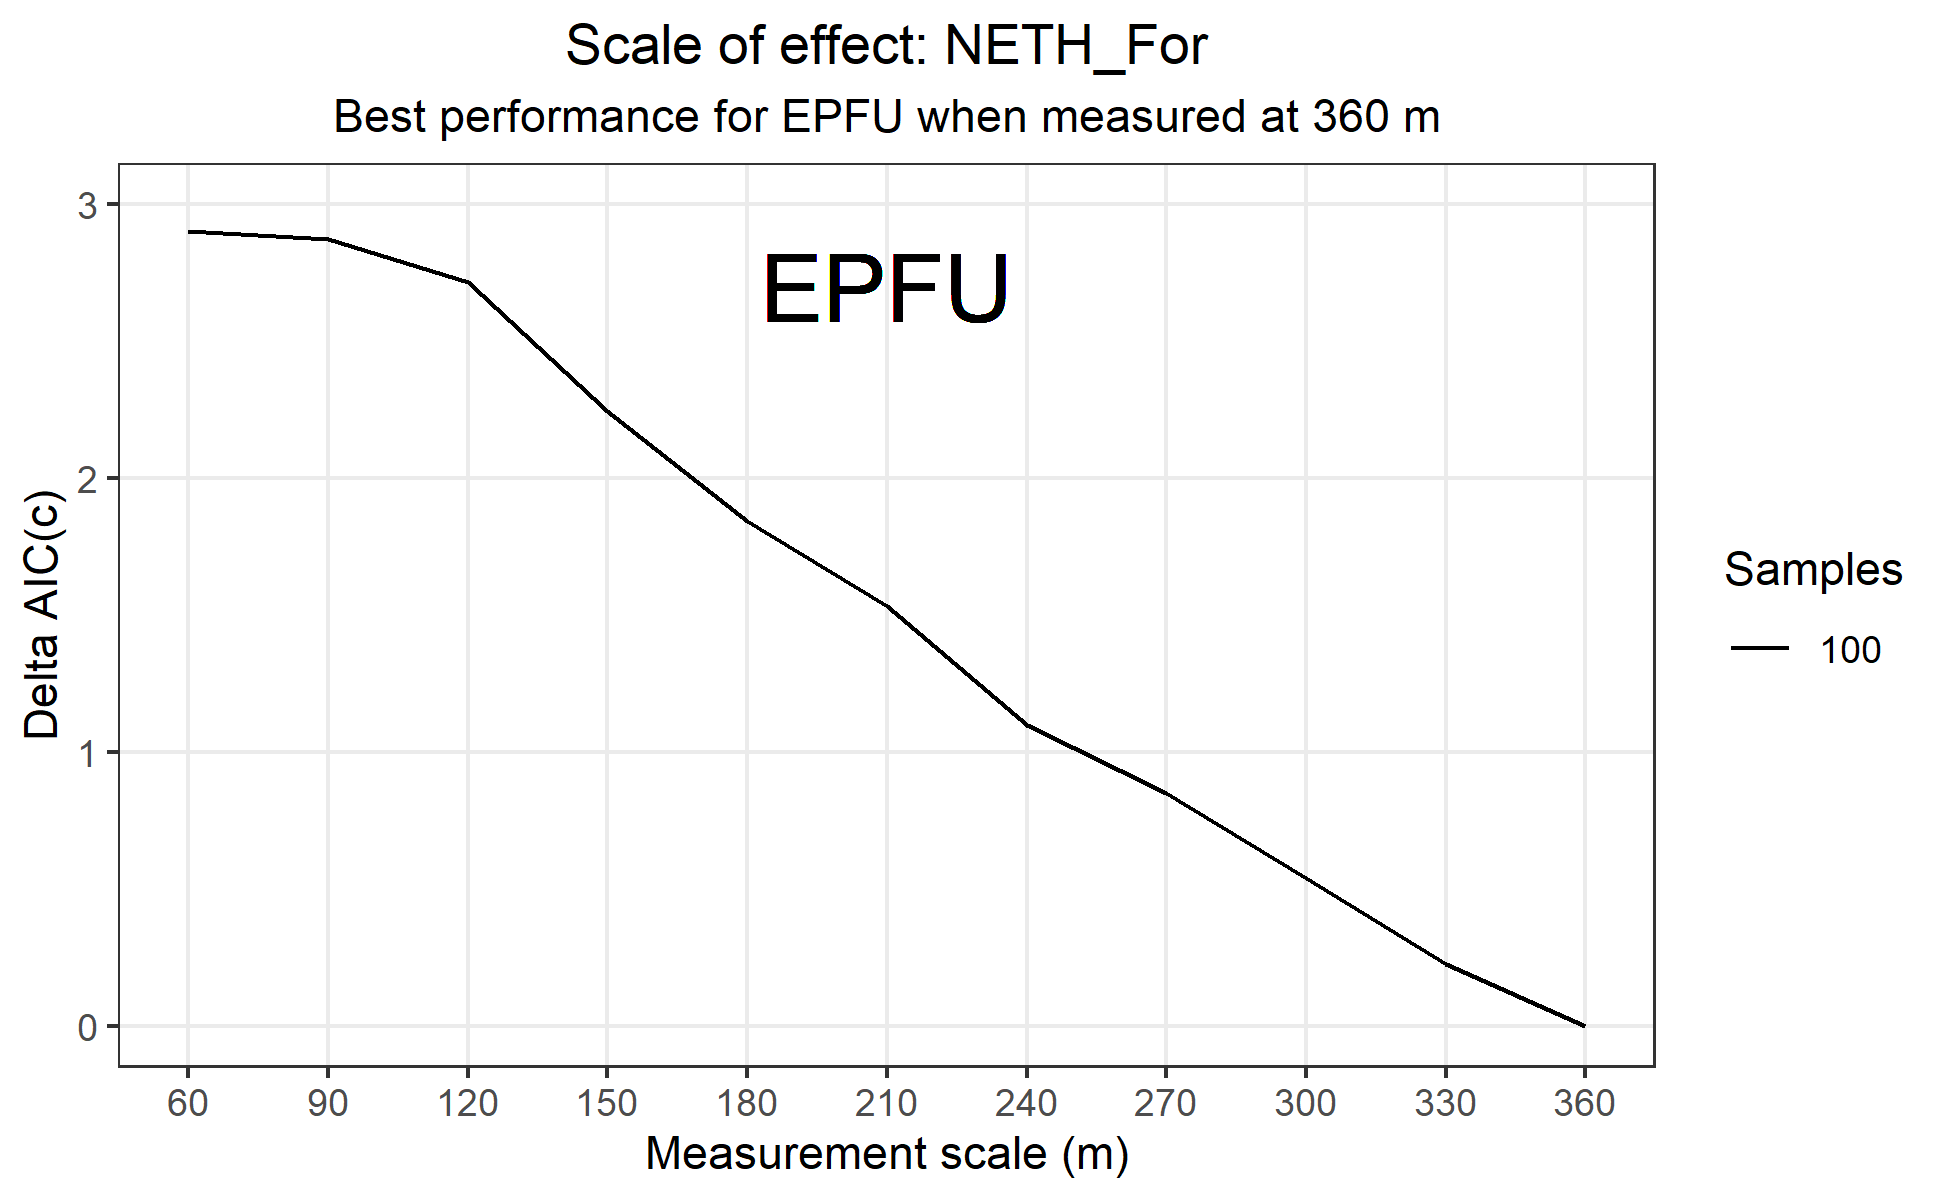 Scale of effect: NETH_For
Best performance for EPFU when measured at 360 m
EPFU
Delta AIC(c)
3
2
1
0
60 90 120 150 180 210 240 270 300 330 360
Measurement scale (m)
Samples
100